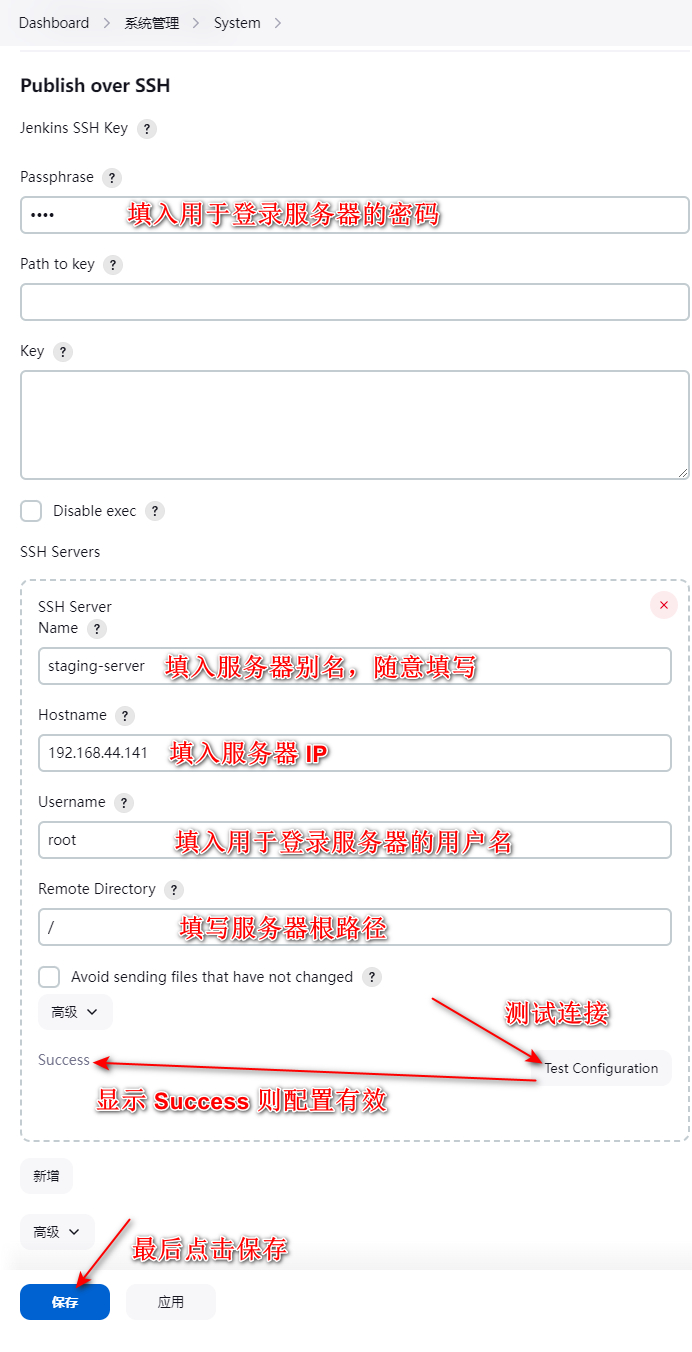 Dashboard > 系统管理 > System >
Publish over SSH
Jenkins SSH Key ?
Passphrase ?
•••• 填入用于登录服务器的密码
Path to key ?
Key ?
Disable exec ?
SSH Servers
SSH Server
Name ?
staging-server 填入服务器别名，随意填写
Hostname ?
192.168.44.141 填入服务器 IP
Username ?
root 填入用于登录服务器的用户名
Remote Directory ?
/ 填写服务器根路径
Avoid sending files that have not changed ?
高级
测试连接
Success
Test Configuration
显示 Success 则配置有效
新增
高级
最后点击保存
保存 应用